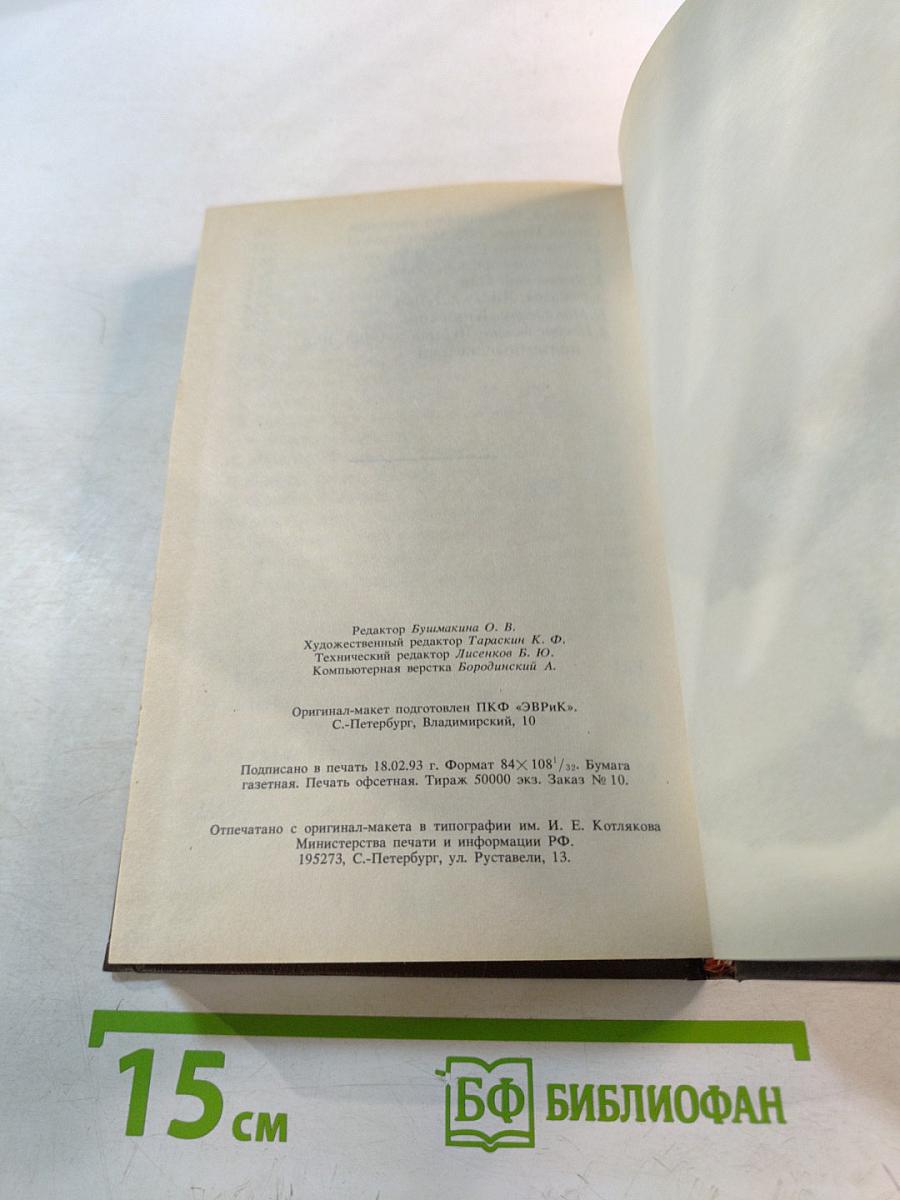 Редактор Бушмакина О. В.
Художественный редактор Тараскин К. Ф.
Технический редактор Лисенков Б. Ю.
Компьютерная верстка Бородинский А.
Оригинал-макет подготовлен ПКФ «ЭВРиК».
С.-Петербург, Владимирский, 10
Подписано в печать 18.02.93 г. Формат 84×108¹/₃₂. Бумага
газетная. Печать офсетная. Тираж 50000 экз. Заказ № 10.
Отпечатано с оригинал-макета в типографии им. И. Е. Котлякова
Министерства печати и информации РФ.
195273, С.-Петербург, ул. Руставели, 13.
15 см
БФ БИБЛИОФАН